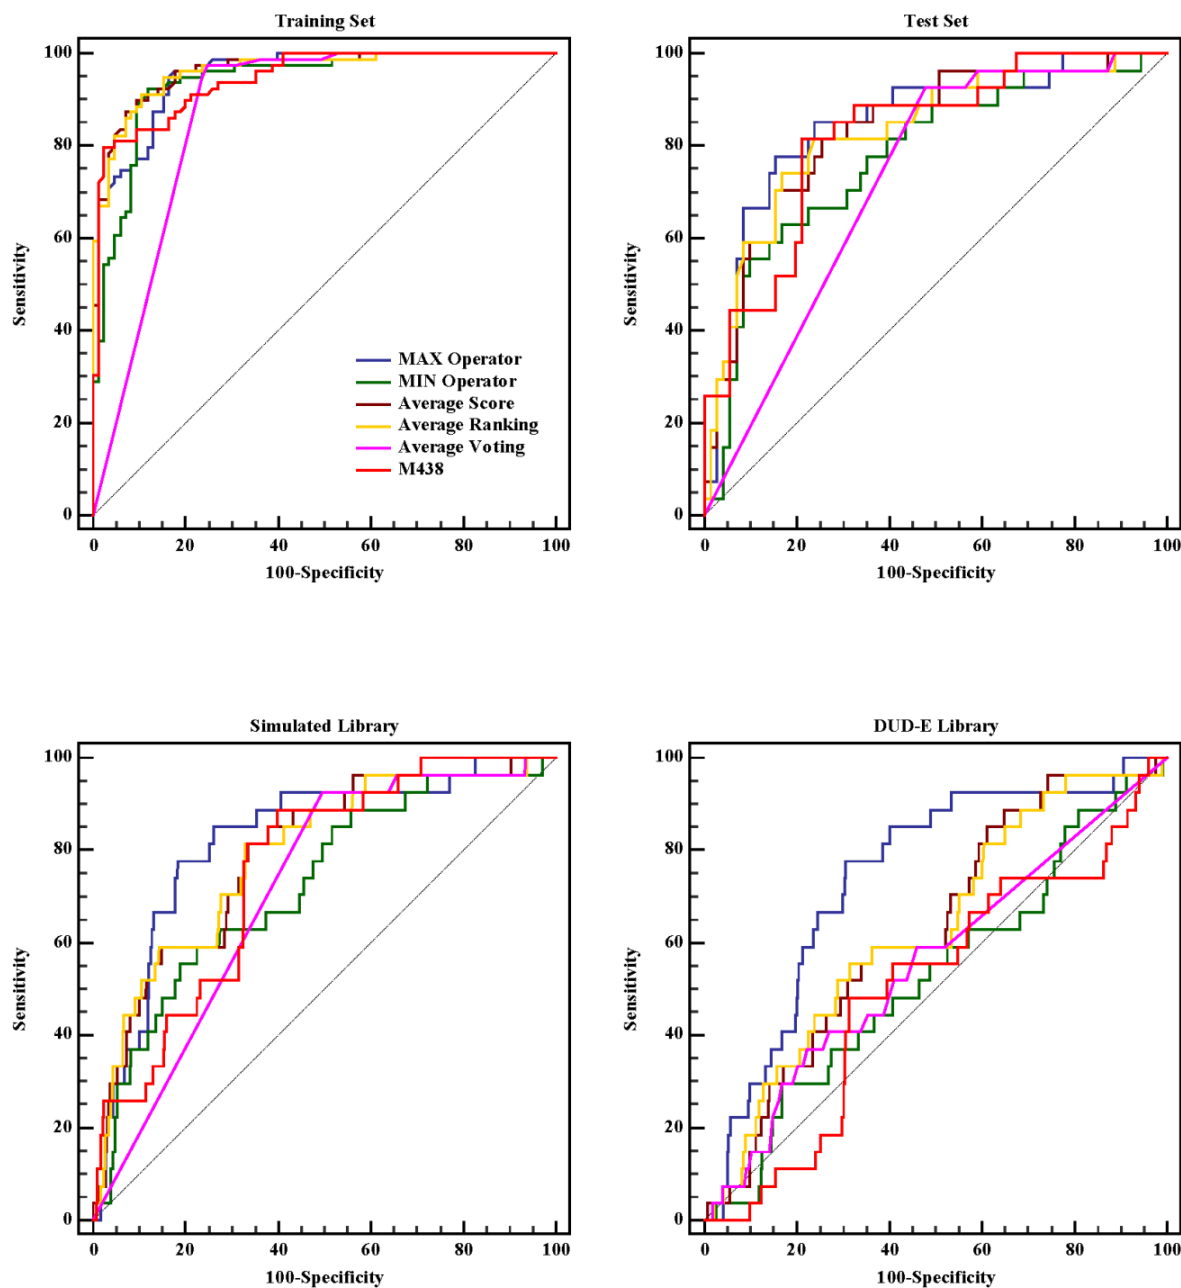 Training Set
100
80
60
40
20
0
Sensitivity
MAX Operator
MIN Operator
Average Score
Average Ranking
Average Voting
M438
0 20 40 60 80 100
100-Specificity
Test Set
100
80
60
40
20
0
Sensitivity
0 20 40 60 80 100
100-Specificity
Simulated Library
100
80
60
40
20
0
Sensitivity
0 20 40 60 80 100
100-Specificity
DUD-E Library
100
80
60
40
20
0
Sensitivity
0 20 40 60 80 100
100-Specificity